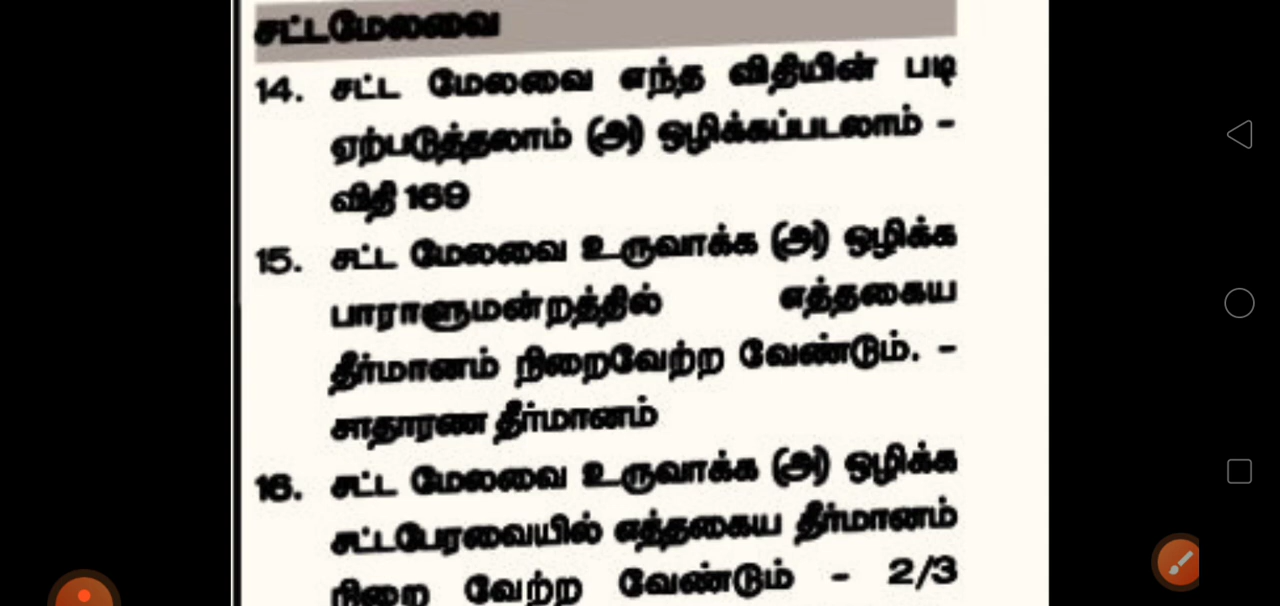 சட்டமேலவை
14. சட்ட மேலவை எந்த விதியின் படி
ஏற்படுத்தலாம் (அ) ஒழிக்கப்படலாம் -
விதி 169
15. சட்ட மேலவை உருவாக்க (அ) ஒழிக்க
பாராளுமன்றத்தில் எத்தகைய
தீர்மானம் நிறைவேற்ற வேண்டும். -
சாதாரண தீர்மானம்
16. சட்ட மேலவை உருவாக்க (அ) ஒழிக்க
சட்டபேரவையில் எத்தகைய தீர்மானம்
நிறை வேற்ற வேண்டும் - 2/3